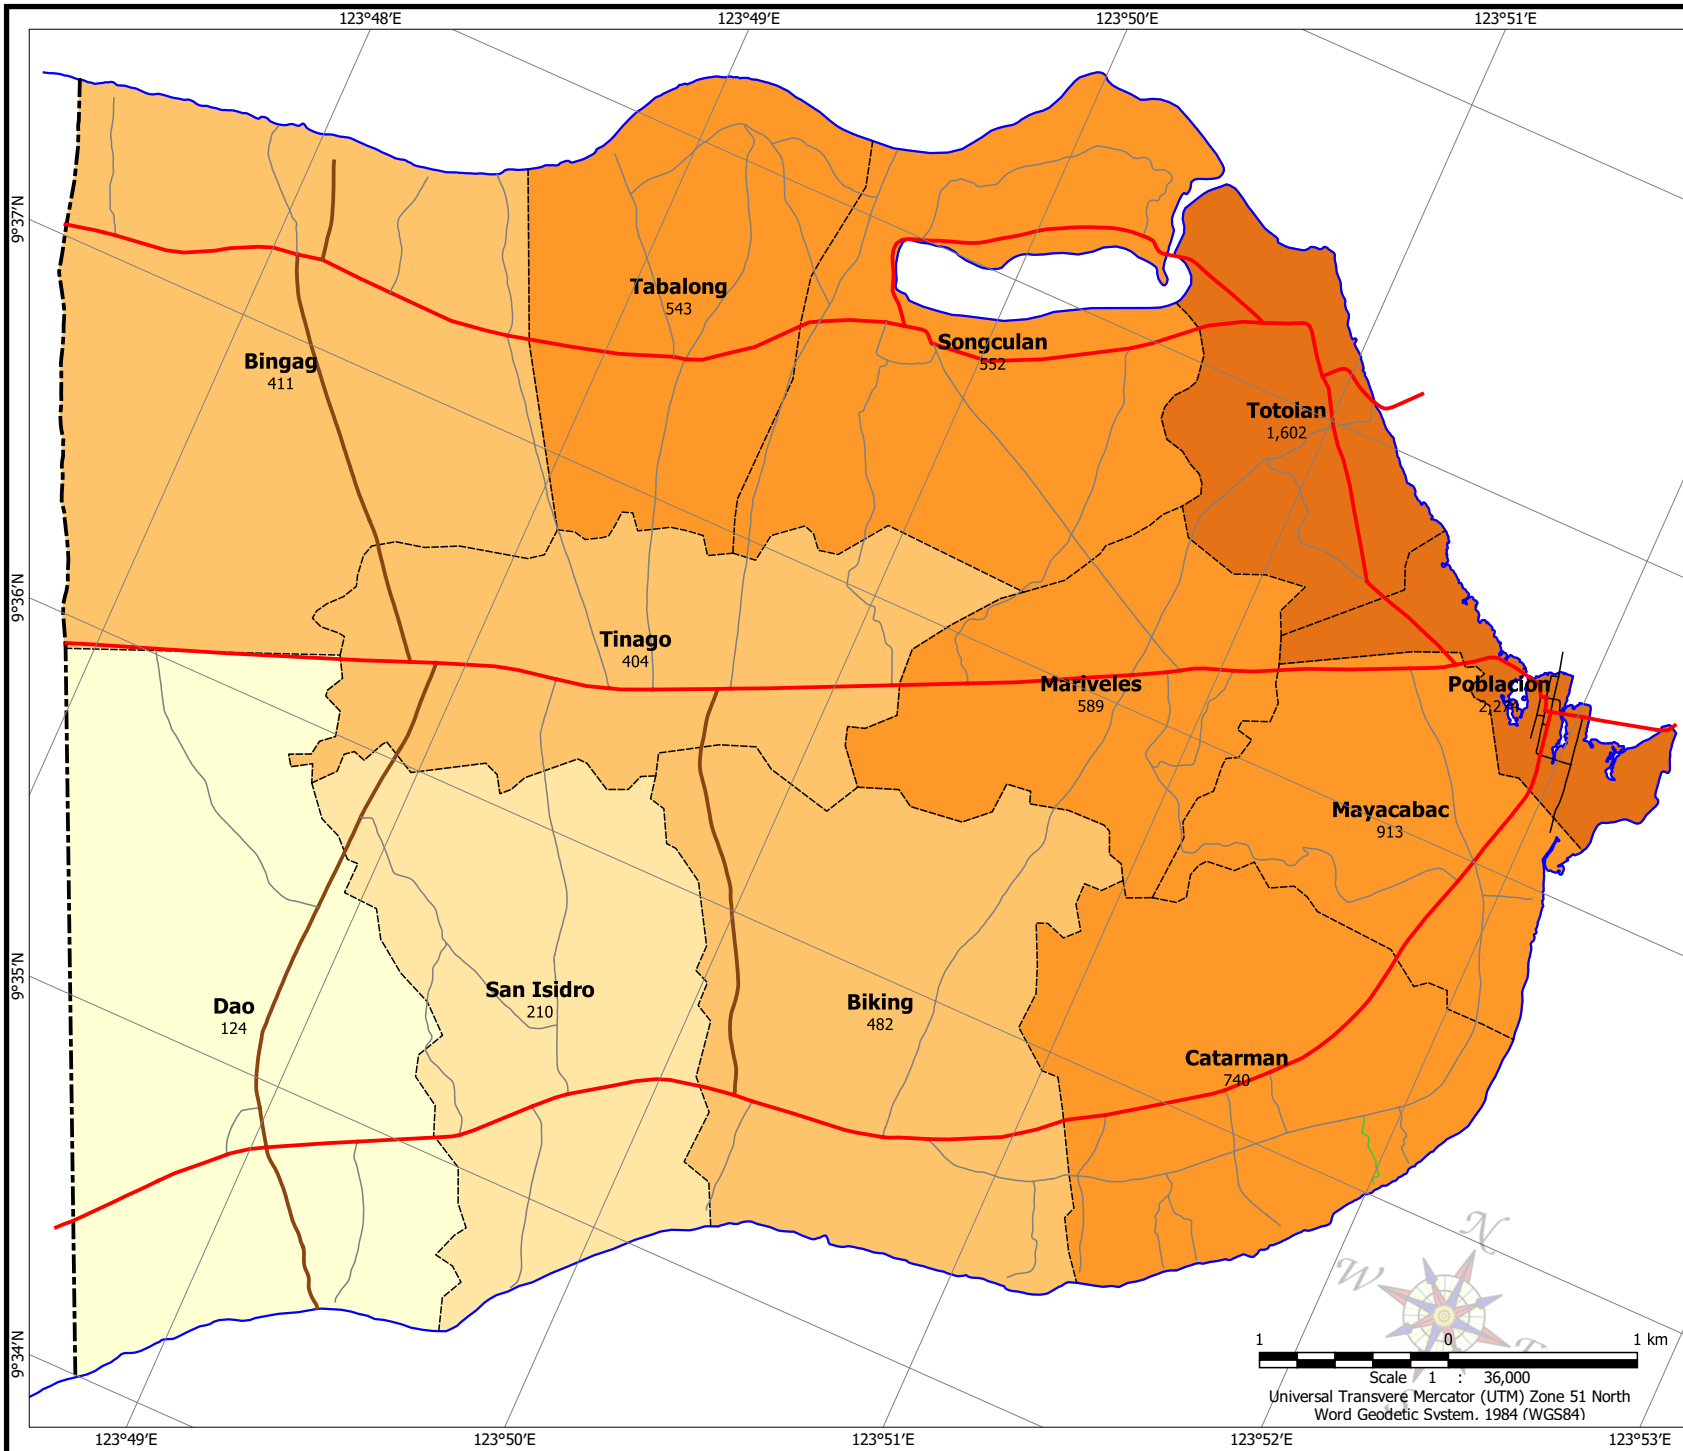 123°48'E
123°49'E
123°50'E
123°51'E
9°37'N
Tabalong
543
Songculan
552
Bingag
411
Totolan
1,602
9°36'N
Tinago
404
Mariveles
589
Poblacion
Mayacabac
913
9°35'N
San Isidro
210
Dao
124
Biking
482
Catarman
740
N
W
1
0
1 km
9°34'N
Scale 1 : 36,000
Universal Transvere Mercator (UTM) Zone 51 North
Word Geodetic System, 1984 (WGS84)
123°49'E
123°50'E
123°51'E
123°52'E
123°53'E